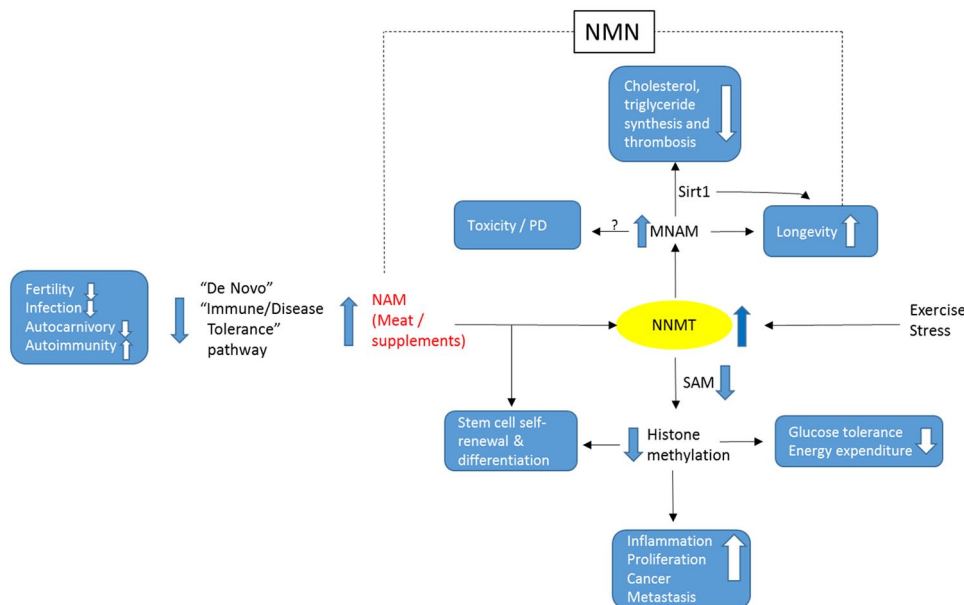 NMN
Cholesterol,
triglyceride
synthesis and
thrombosis
Sirt1
Toxicity / PD
?
MNAM
Longevity
Fertility
Infection
Autocarnivory
Autoimmunity
“De Novo”
“Immune/Disease
Tolerance”
pathway
NAM
(Meat /
supplements)
NNMT
Exercise
Stress
SAM
Stem cell self-
renewal &
differentiation
Histone
methylation
Glucose tolerance
Energy expenditure
Inflammation
Proliferation
Cancer
Metastasis